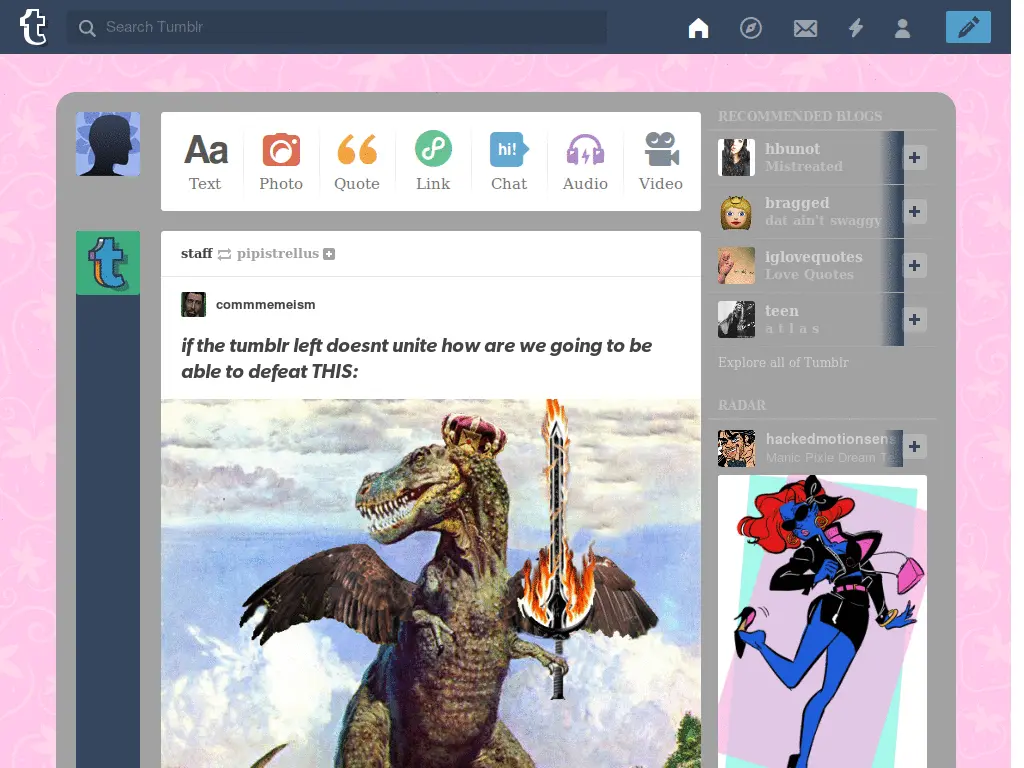 Search Tumblr
Aa
Text
Photo
Quote
Link
hi!
Chat
Audio
Video
staff pipistrellus
commmemeism
if the tumblr left doesnt unite how are we going to be
able to defeat THIS:
RECOMMENDED BLOGS
hbunot
Mistreated
bragged
dat ain't swaggy
iglovequotes
Love Quotes
teen
a t l a s
Explore all of Tumblr
RADAR
hackedmotionsens
Manic Pixie Dream T